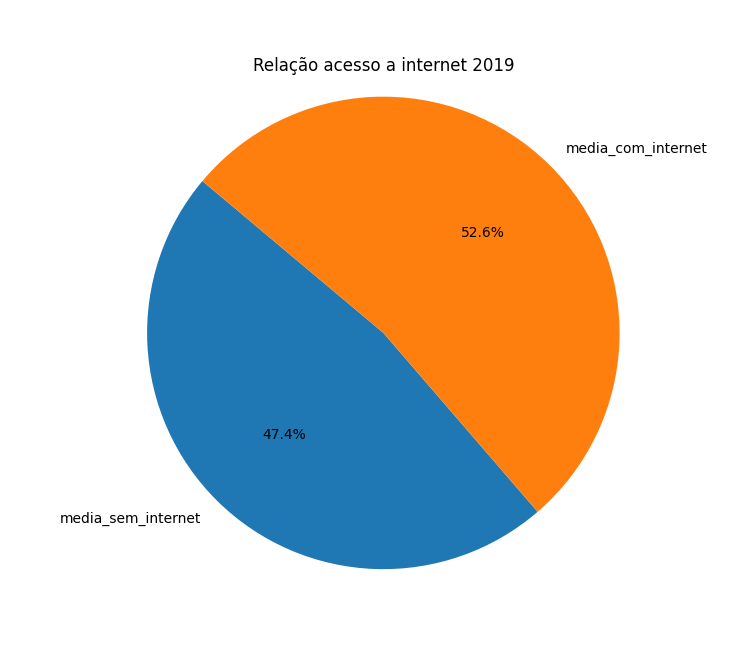 Relação acesso a internet 2019
media_com_internet
52.6%
47.4%
media_sem_internet